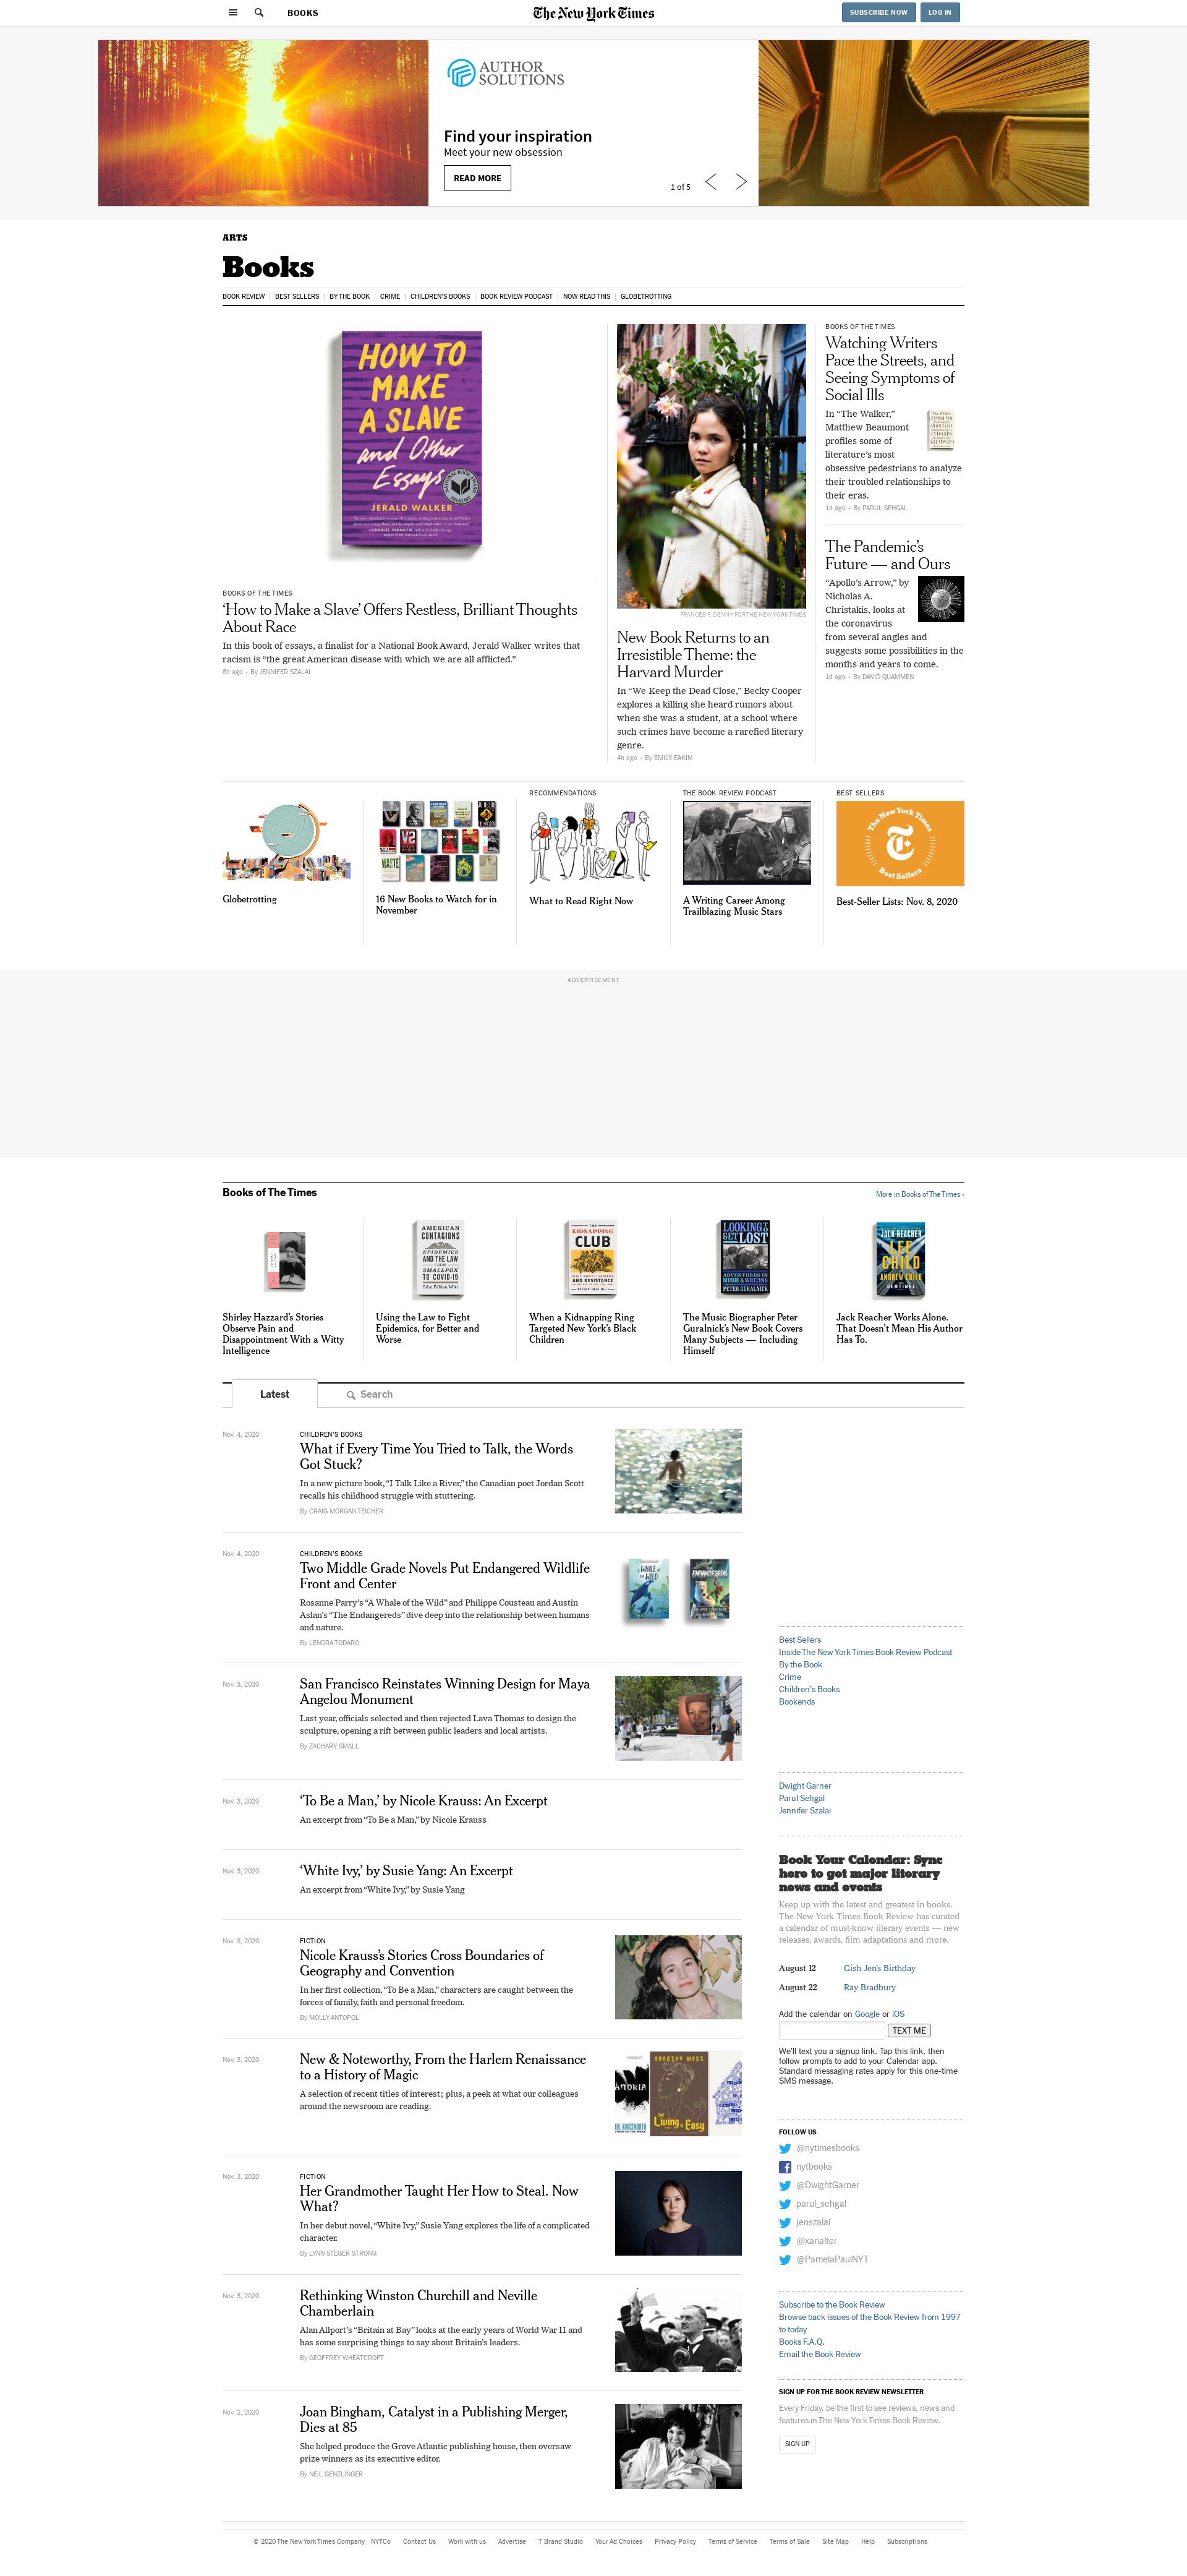 BOOKS
The New York Times
SUBSCRIBE NOW
LOG IN
AUTHOR
SOLUTIONS
Find your inspiration
Meet your new obsession
READ MORE
1 of 5
ARTS
Books
BOOK REVIEW | BEST SELLERS | BY THE BOOK | CRIME | CHILDREN'S BOOKS | BOOK REVIEW PODCAST | NOW READ THIS | GLOBETROTTING
HOW TO
MAKE
A SLAVE
and Other
Essays
JERALD WALKER
BOOKS OF THE TIMES
‘How to Make a Slave’ Offers Restless, Brilliant Thoughts
About Race
In this book of essays, a finalist for a National Book Award, Jerald Walker writes that
racism is “the great American disease with which we are all afflicted.”
8h ago - By JENNIFER SZALAI
FRANCES F. DENNY FOR THE NEW YORK TIMES
New Book Returns to an
Irresistible Theme: the
Harvard Murder
In “We Keep the Dead Close,” Becky Cooper
explores a killing she heard rumors about
when she was a student, at a school where
such crimes have become a rarefied literary
genre.
4h ago - By EMILY EAKIN
BOOKS OF THE TIMES
Watching Writers
Pace the Streets, and
Seeing Symptoms of
Social Ills
In “The Walker,”
Matthew Beaumont
profiles some of
literature’s most
obsessive pedestrians to analyze
their troubled relationships to
their eras.
1d ago - By PARUL SEHGAL
The Pandemic’s
Future — and Ours
“Apollo’s Arrow,” by
Nicholas A.
Christakis, looks at
the coronavirus
from several angles and
suggests some possibilities in the
months and years to come.
1d ago - By DAVID QUAMMEN
Globetrotting
16 New Books to Watch for in
November
RECOMMENDATIONS
What to Read Right Now
THE BOOK REVIEW PODCAST
A Writing Career Among
Trailblazing Music Stars
BEST SELLERS
The New York Times
Best Sellers
Best-Seller Lists: Nov. 8, 2020
ADVERTISEMENT
Books of The Times
More in Books of The Times ›
AMERICAN
CONTAGIONS
EPIDEMICS
AND THE LAW
FROM
SMALLPOX
TO COVID-19
John Fabian Witt
THE
KIDNAPPING
CLUB
AND RESISTANCE
LOOKING TO
GET LOST
ADVENTURES IN
MUSIC & WRITING
PETER GURALNICK
JACK REACHER
LEE
CHILD
ANDREW CHILD
SENTINEL
Shirley Hazzard’s Stories
Observe Pain and
Disappointment With a Witty
Intelligence
Using the Law to Fight
Epidemics, for Better and
Worse
When a Kidnapping Ring
Targeted New York’s Black
Children
The Music Biographer Peter
Guralnick’s New Book Covers
Many Subjects — Including
Himself
Jack Reacher Works Alone.
That Doesn’t Mean His Author
Has To.
Latest
Search
Nov. 4, 2020
CHILDREN'S BOOKS
What if Every Time You Tried to Talk, the Words
Got Stuck?
In a new picture book, “I Talk Like a River,” the Canadian poet Jordan Scott
recalls his childhood struggle with stuttering.
By CRAIG MORGAN TEICHER
Nov. 4, 2020
CHILDREN'S BOOKS
Two Middle Grade Novels Put Endangered Wildlife
Front and Center
Rosanne Parry’s “A Whale of the Wild” and Philippe Cousteau and Austin
Aslan’s “The Endangereds” dive deep into the relationship between humans
and nature.
By LENORA TODARO
Nov. 3, 2020
San Francisco Reinstates Winning Design for Maya
Angelou Monument
Last year, officials selected and then rejected Lava Thomas to design the
sculpture, opening a rift between public leaders and local artists.
By ZACHARY SMALL
Nov. 3, 2020
‘To Be a Man,’ by Nicole Krauss: An Excerpt
An excerpt from “To Be a Man,” by Nicole Krauss
Nov. 3, 2020
‘White Ivy,’ by Susie Yang: An Excerpt
An excerpt from “White Ivy,” by Susie Yang
Nov. 3, 2020
FICTION
Nicole Krauss’s Stories Cross Boundaries of
Geography and Convention
In her first collection, “To Be a Man,” characters are caught between the
forces of family, faith and personal freedom.
By MOLLY ANTOPOL
Nov. 3, 2020
New & Noteworthy, From the Harlem Renaissance
to a History of Magic
A selection of recent titles of interest; plus, a peek at what our colleagues
around the newsroom are reading.
DOROTHY WEST
The
Living is Easy
Nov. 3, 2020
FICTION
Her Grandmother Taught Her How to Steal. Now
What?
In her debut novel, “White Ivy,” Susie Yang explores the life of a complicated
character.
By LYNN STEGER STRONG
Nov. 3, 2020
Rethinking Winston Churchill and Neville
Chamberlain
Alan Allport’s “Britain at Bay” looks at the early years of World War II and
has some surprising things to say about Britain’s leaders.
By GEOFFREY WHEATCROFT
Nov. 2, 2020
Joan Bingham, Catalyst in a Publishing Merger,
Dies at 85
She helped produce the Grove Atlantic publishing house, then oversaw
prize winners as its executive editor.
By NEIL GENZLINGER
Best Sellers
Inside The New York Times Book Review Podcast
By the Book
Crime
Children's Books
Bookends
Dwight Garner
Parul Sehgal
Jennifer Szalai
Book Your Calendar: Sync
here to get major literary
news and events
Keep up with the latest and greatest in books.
The New York Times Book Review has curated
a calendar of must-know literary events — new
releases, awards, film adaptations and more.
August 12 Gish Jen's Birthday
August 22 Ray Bradbury
Add the calendar on Google or iOS
TEXT ME
We’ll text you a signup link. Tap this link, then
follow prompts to add to your Calendar app.
Standard messaging rates apply for this one-time
SMS message.
FOLLOW US
@nytimesbooks
nytbooks
@DwightGarner
parul_sehgal
jenszalai
@xanalter
@PamelaPaulNYT
Subscribe to the Book Review
Browse back issues of the Book Review from 1997
to today
Books F.A.Q.
Email the Book Review
SIGN UP FOR THE BOOK REVIEW NEWSLETTER
Every Friday, be the first to see reviews, news and
features in The New York Times Book Review.
SIGN UP
© 2020 The New York Times Company NYTCo Contact Us Work with us Advertise T Brand Studio Your Ad Choices Privacy Policy Terms of Service Terms of Sale Site Map Help Subscriptions